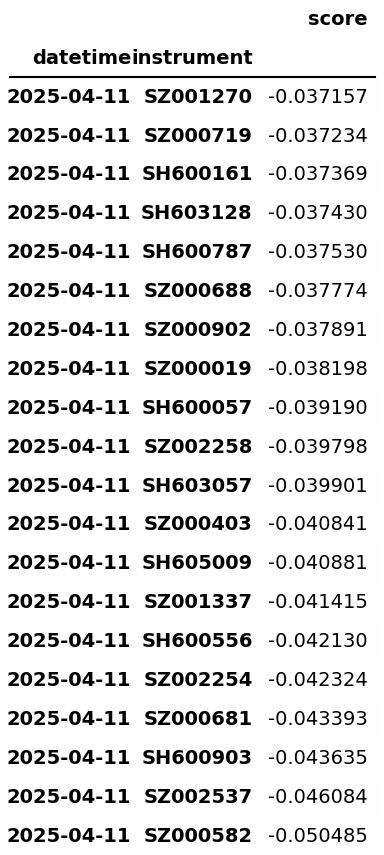 score
datetime instrument
2025-04-11 SZ001270 -0.037157
2025-04-11 SZ000719 -0.037234
2025-04-11 SH600161 -0.037369
2025-04-11 SH603128 -0.037430
2025-04-11 SH600787 -0.037530
2025-04-11 SZ000688 -0.037774
2025-04-11 SZ000902 -0.037891
2025-04-11 SZ000019 -0.038198
2025-04-11 SH600057 -0.039190
2025-04-11 SZ002258 -0.039798
2025-04-11 SH603057 -0.039901
2025-04-11 SZ000403 -0.040841
2025-04-11 SH605009 -0.040881
2025-04-11 SZ001337 -0.041415
2025-04-11 SH600556 -0.042130
2025-04-11 SZ002254 -0.042324
2025-04-11 SZ000681 -0.043393
2025-04-11 SH600903 -0.043635
2025-04-11 SZ002537 -0.046084
2025-04-11 SZ000582 -0.050485